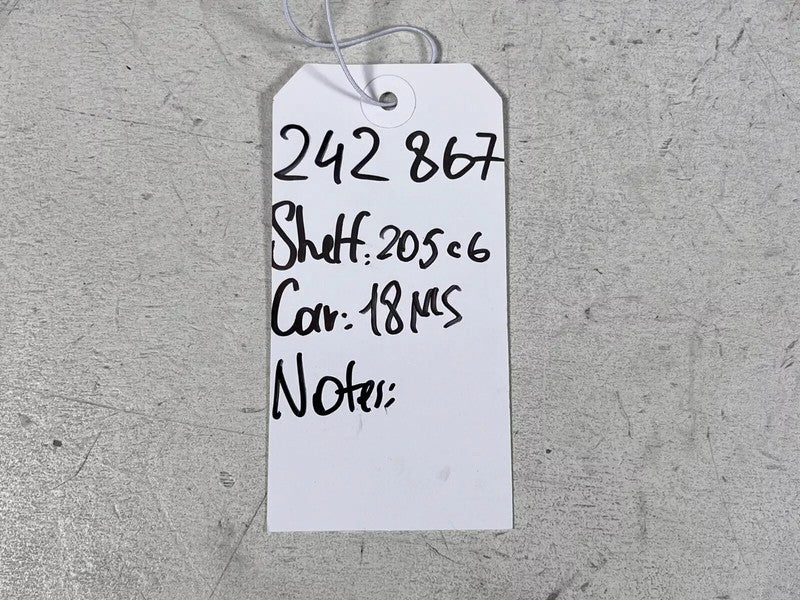 242 867
Shelf: 205c6
Car: 18MS
Notes: